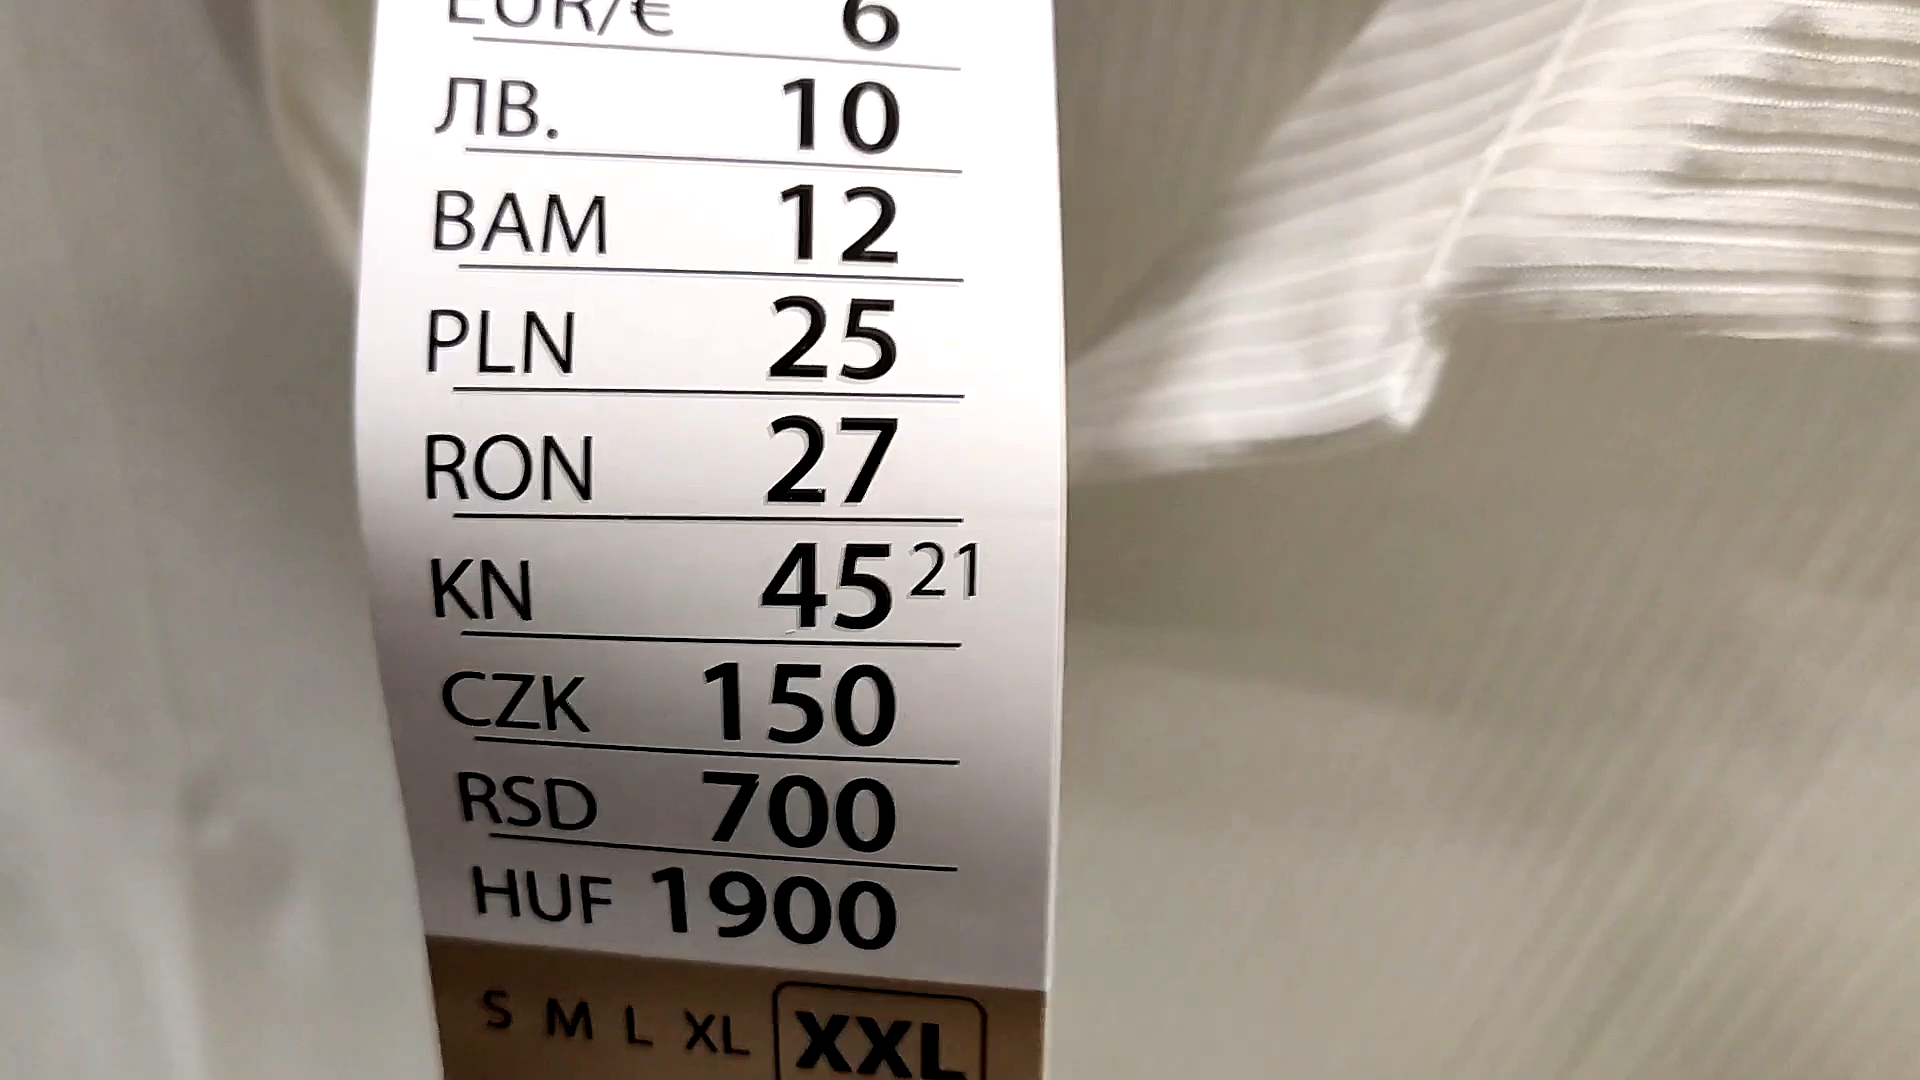 EUR/€ 6
ЛВ. 10
BAM 12
PLN 25
RON 27
KN 45 21
CZK 150
RSD 700
HUF 1900
S M L XL XXL